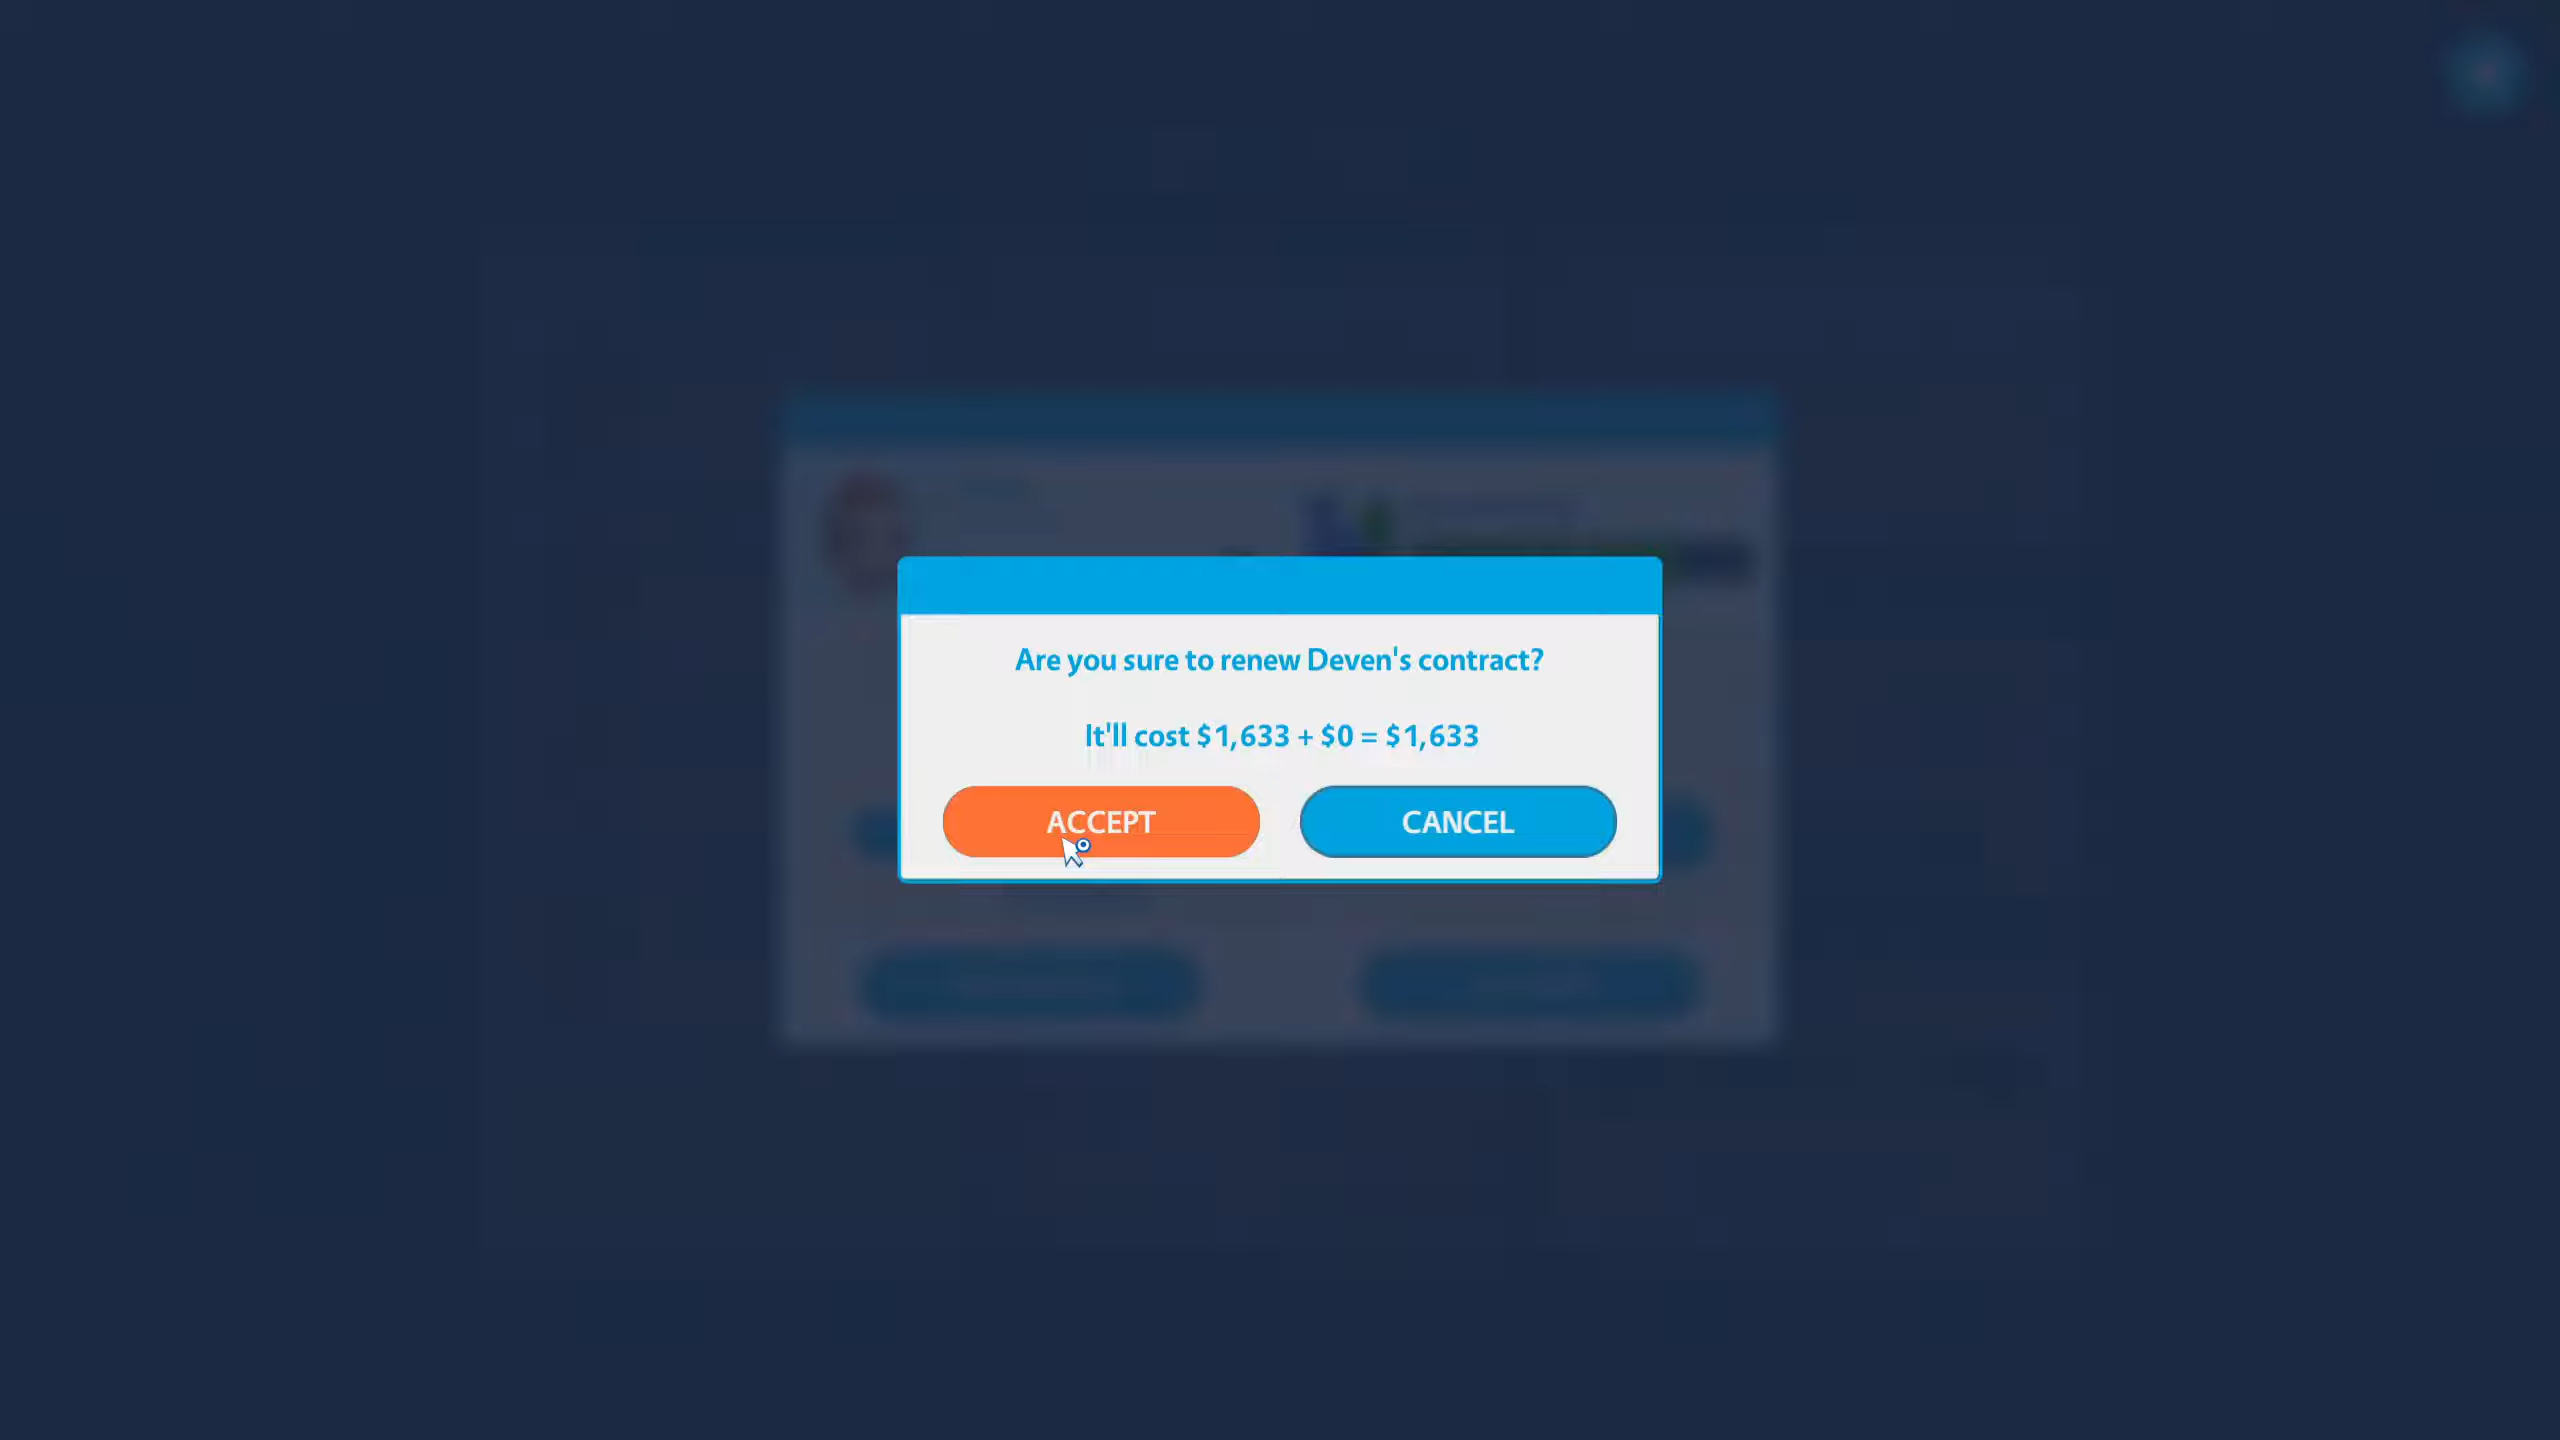 Are you sure to renew Deven's contract?
It'll cost $1,633 + $0 = $1,633
ACCEPT
CANCEL